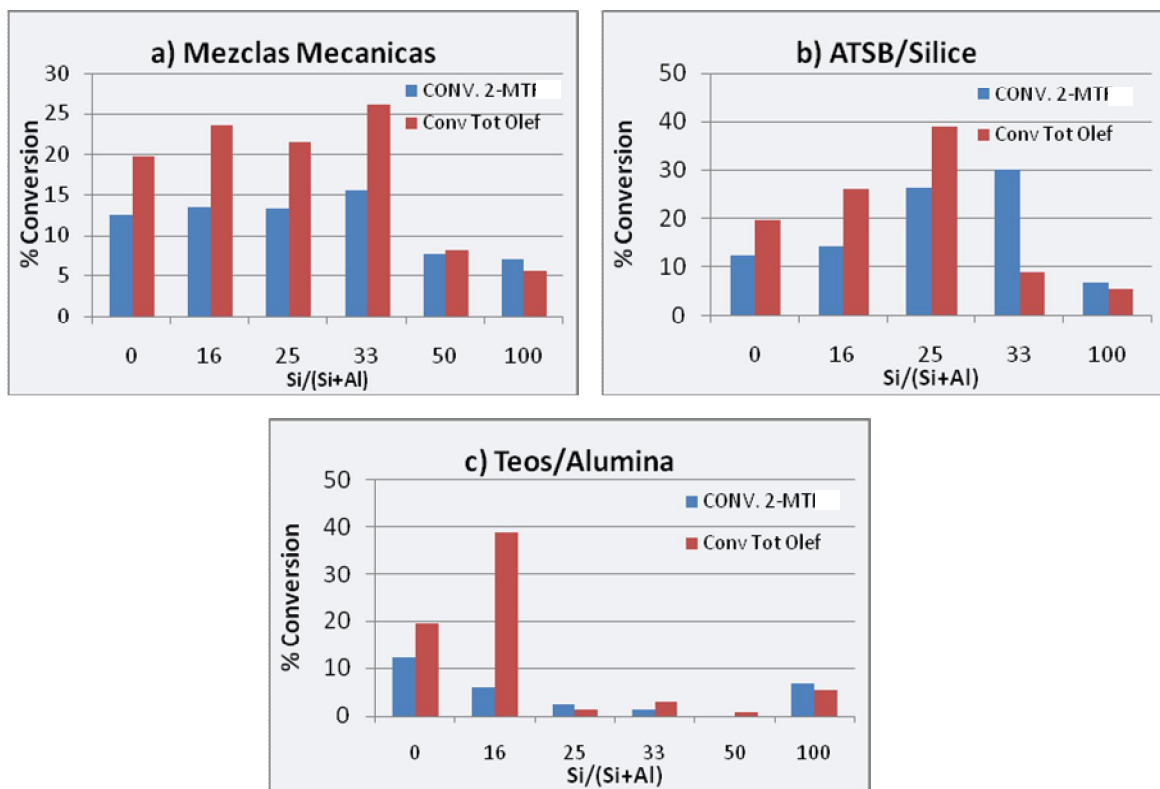 a) Mezclas Mecanicas
CONV. 2-MTF
Conv Tot Olef
% Conversion
30
25
20
15
10
5
0
0 16 25 33 50 100
Si/(Si+Al)
b) ATSB/Silice
CONV. 2-MTF
Conv Tot Olef
% Conversion
50
40
30
20
10
0
0 16 25 33 100
Si/(Si+Al)
c) Teos/Alumina
CONV.
Conv Tot Olef
% Conversion
50
40
30
20
10
0
0 16 25 33 50 100
Si/(Si+Al)